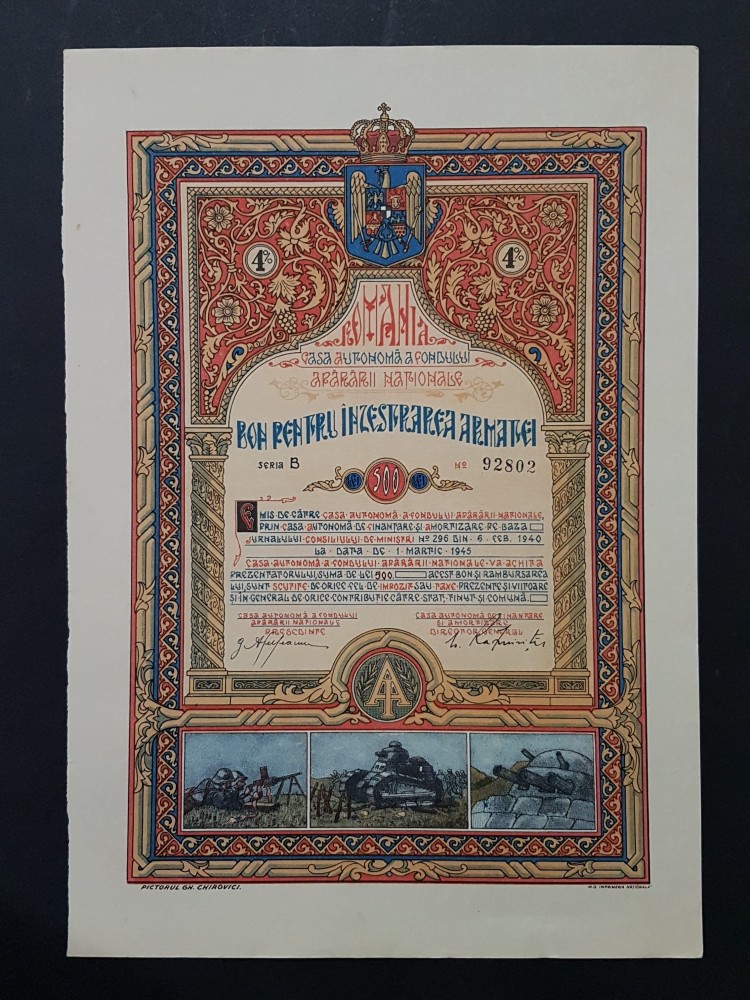 4% 4%
ROMÂNIA
CASA AUTONOMĂ A FONDULUI
APĂRĂRII NAȚIONALE
BON PENTRU ÎNZESTRAREA ARMATEI
SERIA B No 92802
LEI 500 LEI
EMIS DE CĂTRE CASA AUTONOMĂ A FONDULUI APĂRĂRII NAȚIONALE,
PRIN CASA AUTONOMĂ DE FINANȚARE ȘI AMORTIZARE PE BAZA
JURNALULUI CONSILIULUI DE MINIȘTRI No 296 DIN 6 FEB. 1940
LA DATA DE 1 MARTIE 1945
CASA AUTONOMĂ A FONDULUI APĂRĂRII NAȚIONALE VA ACHITA
PREZENTATORULUI, SUMA DE LEI 500. ACEST BON ȘI RAMBURSAREA
LUI, SUNT SCUTITE DE ORICE FEL DE IMPOZIT SAU TAXE PREZENTE ȘI VIITOARE
ȘI ÎN GENERAL DE ORICE CONTRIBUȚIE CĂTRE STAT, ȚINUT ȘI COMUNĂ.
CASA AUTONOMĂ A FONDULUI CASA AUTONOMĂ DE FINANȚARE
APĂRĂRII NAȚIONALE ȘI AMORTIZARE
PREȘEDINTE DIRECTOR GENERAL
PICTORUL GH. CHIROVICI. M.O. IMPRIMERIA NAȚIONALĂ